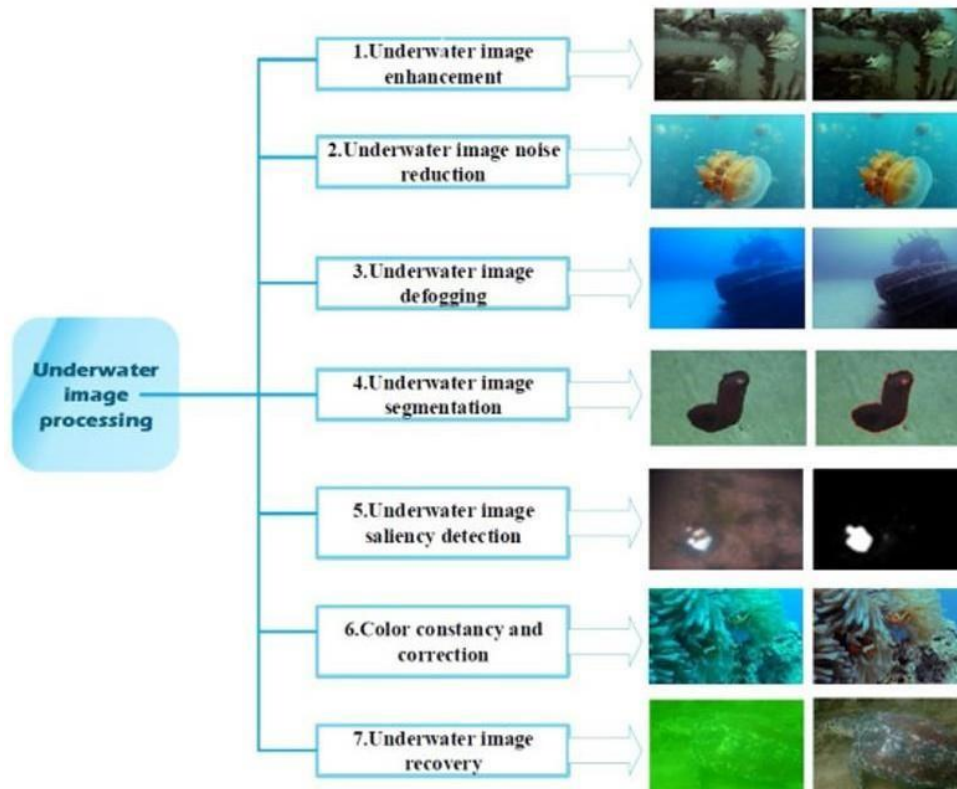 1.Underwater image
enhancement
2.Underwater image noise
reduction
3.Underwater image
defogging
Underwater
image
processing
4.Underwater image
segmentation
5.Underwater image
saliency detection
6.Color constancy and
correction
7.Underwater image
recovery